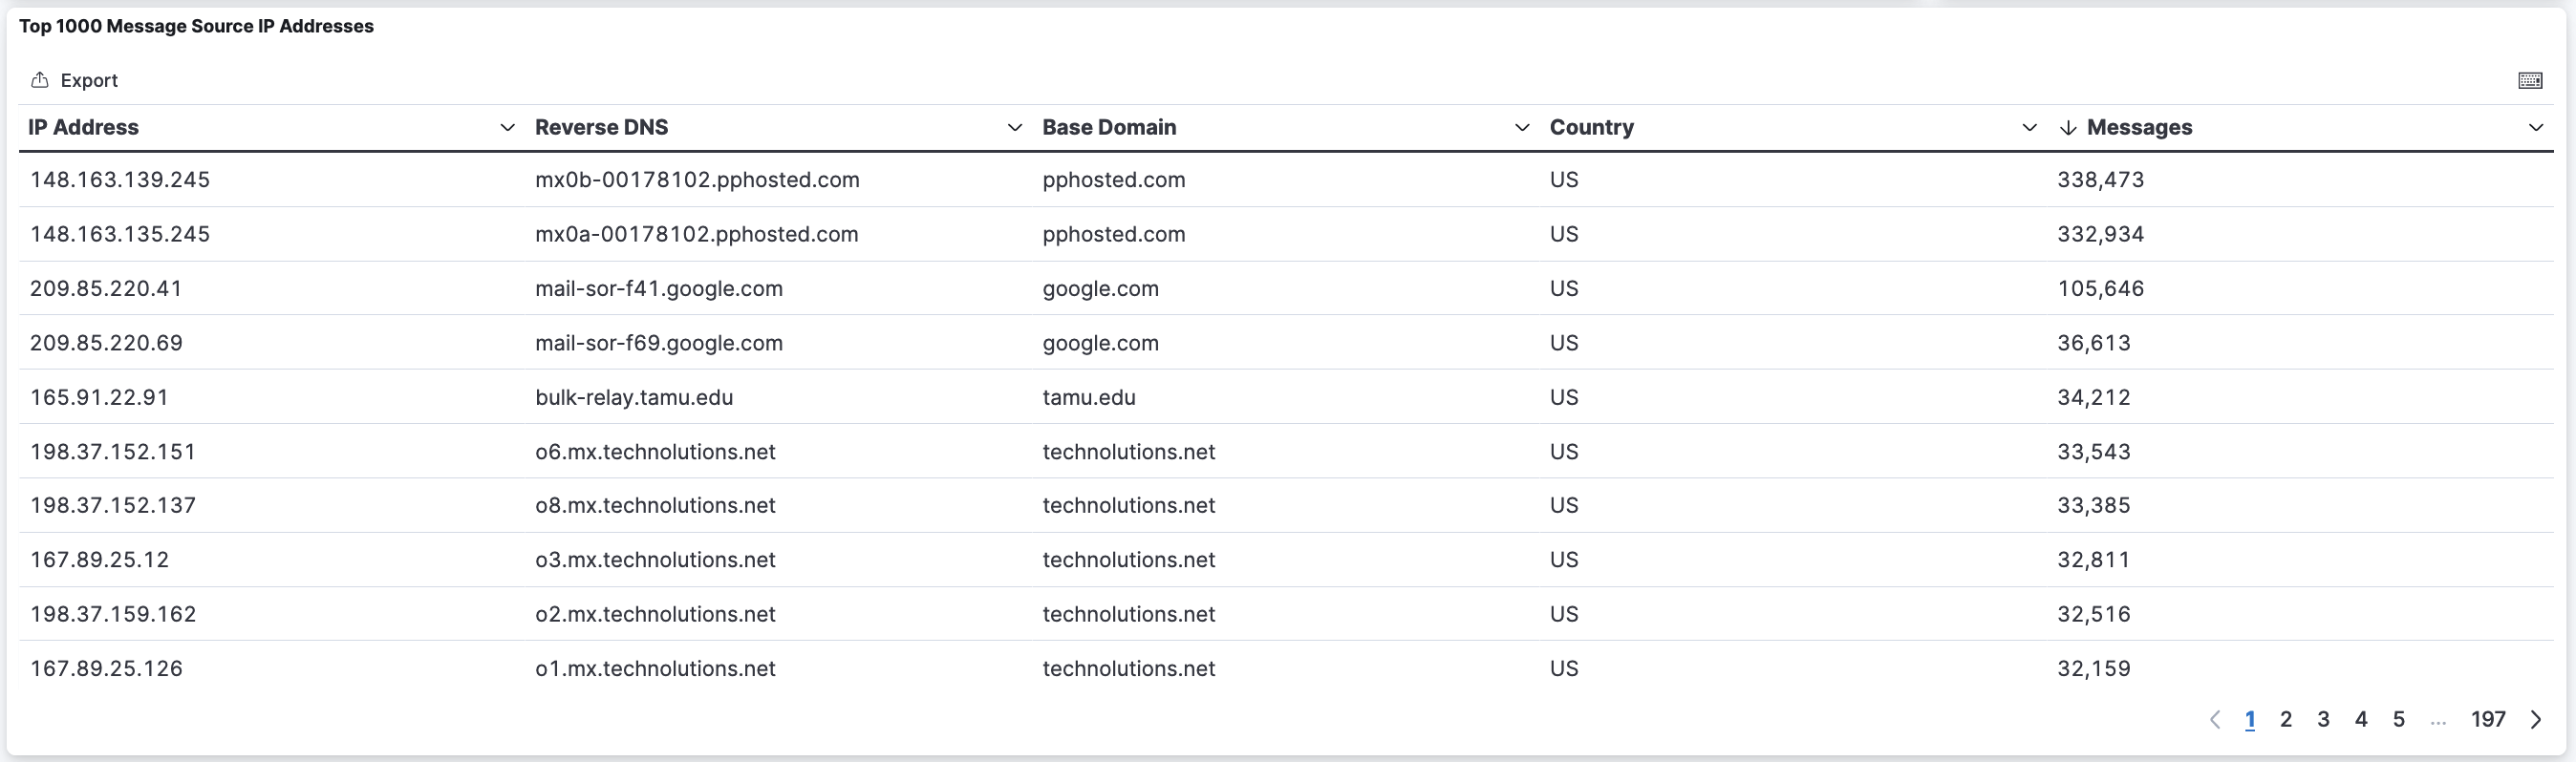 Top 1000 Message Source IP Addresses
Export
IP Address Reverse DNS Base Domain Country Messages
148.163.139.245 mx0b-00178102.pphosted.com pphosted.com US 338,473
148.163.135.245 mx0a-00178102.pphosted.com pphosted.com US 332,934
209.85.220.41 mail-sor-f41.google.com google.com US 105,646
209.85.220.69 mail-sor-f69.google.com google.com US 36,613
165.91.22.91 bulk-relay.tamu.edu tamu.edu US 34,212
198.37.152.151 o6.mx.technolutions.net technolutions.net US 33,543
198.37.152.137 o8.mx.technolutions.net technolutions.net US 33,385
167.89.25.12 o3.mx.technolutions.net technolutions.net US 32,811
198.37.159.162 o2.mx.technolutions.net technolutions.net US 32,516
167.89.25.126 o1.mx.technolutions.net technolutions.net US 32,159
1 2 3 4 5 ... 197